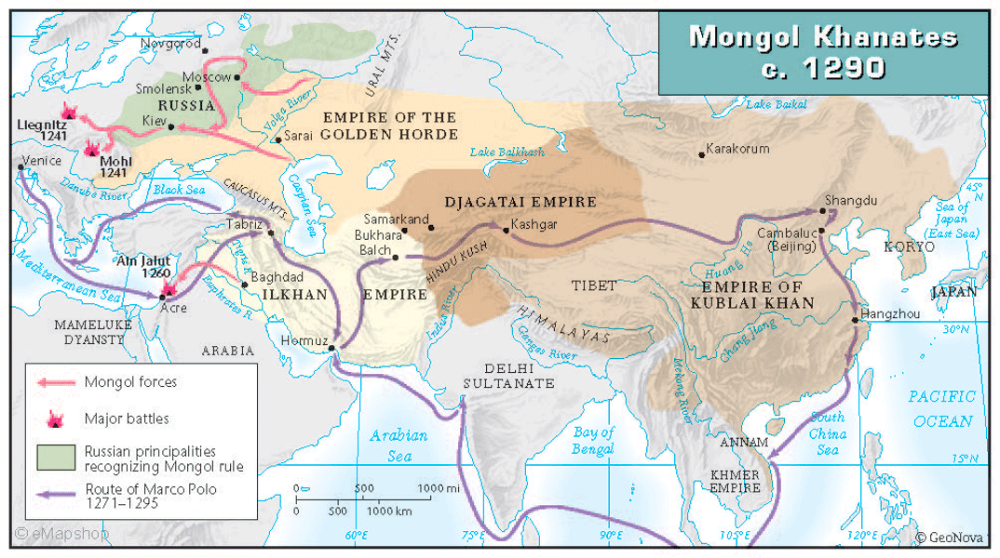 Mongol Khanates
c. 1290
Novgorod
Moscow
Smolensk
RUSSIA
Kiev
Volga River
URAL MTS.
Liegnitz
1241
Mohi
1241
Sarai
EMPIRE OF THE
GOLDEN HORDE
Lake Baikal
Karakorum
Lake Balkhash
Venice
Danube River
Black Sea
CAUCASUS MTS.
Caspian Sea
DJAGATAI EMPIRE
Shangdu
45°
N
Sea of
Japan
(East Sea)
Samarkand
Bukhara
Balch
Kashgar
Cambaluc
(Beijing)
KORYO
Tabriz
Mediterranean Sea
Ain Jalut
1260
Tigris R.
Baghdad
Euphrates R.
ILKHAN
EMPIRE
HINDU KUSH
Indus River
TIBET
Huang He
EMPIRE OF
KUBLAI KHAN
JAPAN
Acre
Hangzhou
30°N
MAMELUKE
DYANSTY
ARABIA
Hormuz
HIMALAYAS
Ganges River
Chang Jiang
Mekong River
DELHI
SULTANATE
PACIFIC
OCEAN
Mongol forces
Major battles
Russian principalities
recognizing Mongol rule
Route of Marco Polo
1271–1295
Arabian
Sea
Bay of
Bengal
South
China
Sea
ANNAM
KHMER
EMPIRE
15°N
0 500 1000 mi
0 500 1000 km
60°E
75°E
90°E
105°E
120°E
© eMapshop
© GeoNova